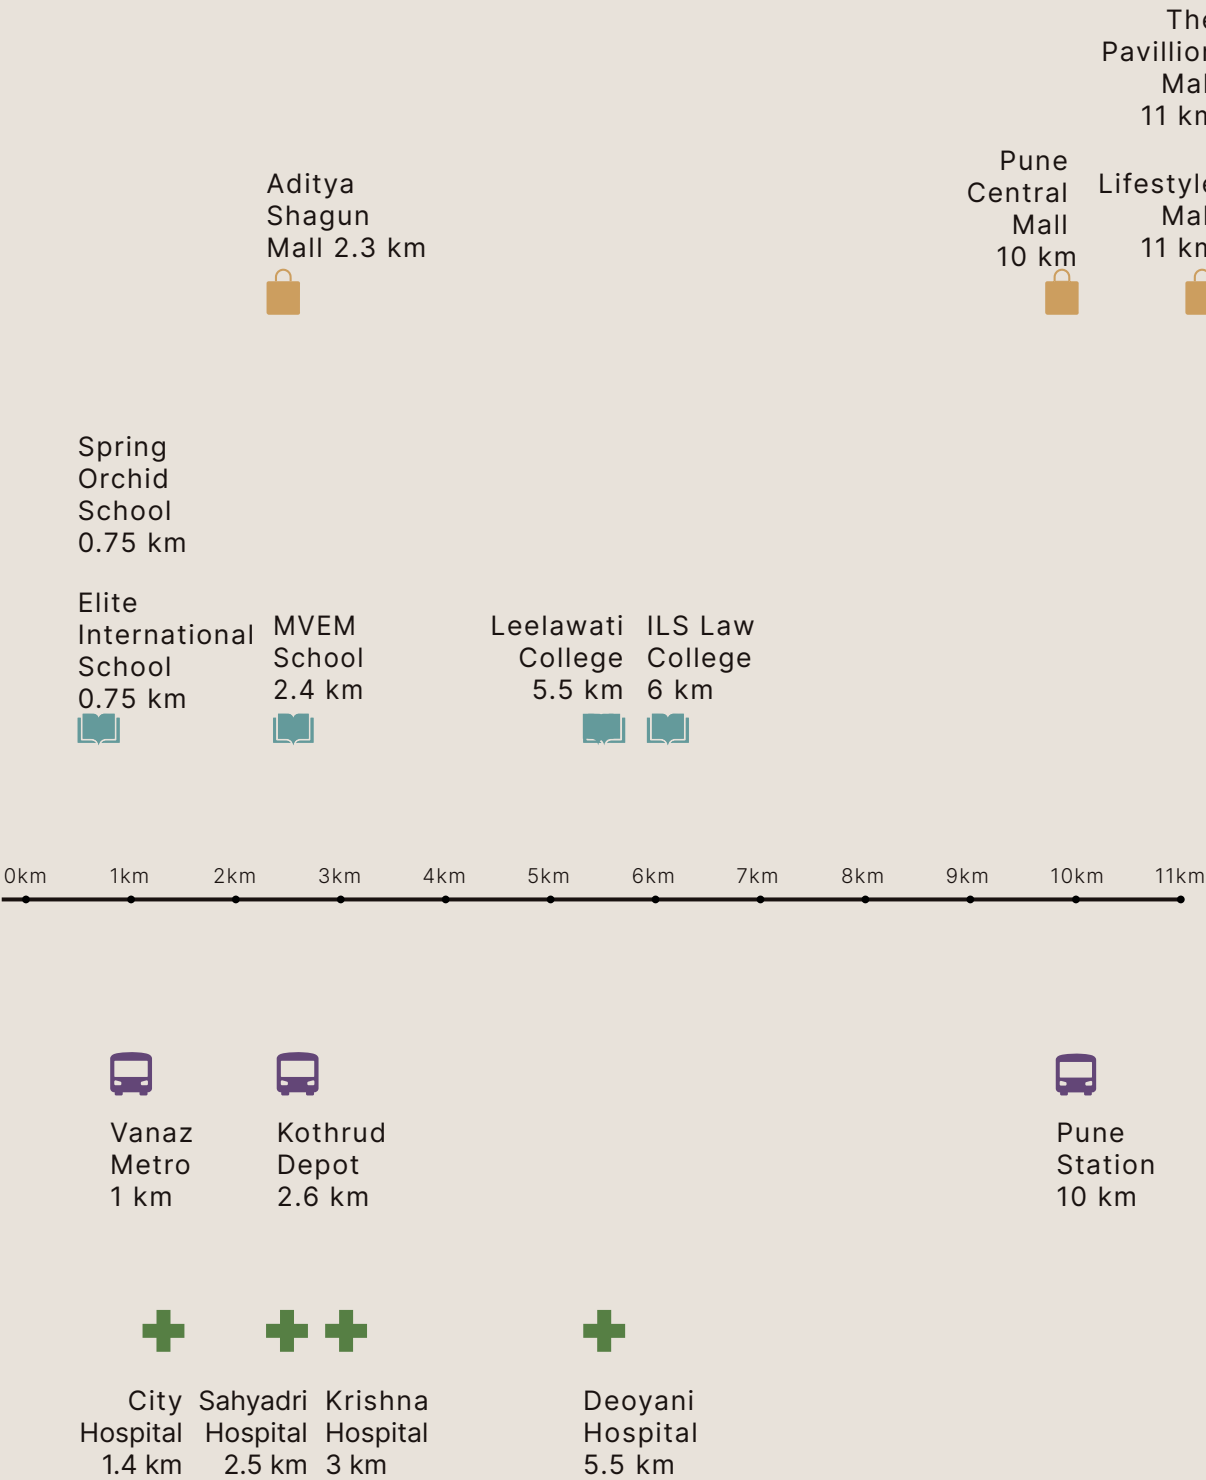 The
Pavillion
Mall
11 km
Aditya
Shagun
Mall 2.3 km
Pune
Central
Mall
10 km
Lifestyle
Mall
11 km
Spring
Orchid
School
0.75 km
Elite
International
School
0.75 km
MVEM
School
2.4 km
Leelawati
College
5.5 km
ILS Law
College
6 km
0km 1km 2km 3km 4km 5km 6km 7km 8km 9km 10km 11km
Vanaz
Metro
1 km
Kothrud
Depot
2.6 km
Pune
Station
10 km
City
Hospital
1.4 km
Sahyadri
Hospital
2.5 km
Krishna
Hospital
3 km
Deoyani
Hospital
5.5 km